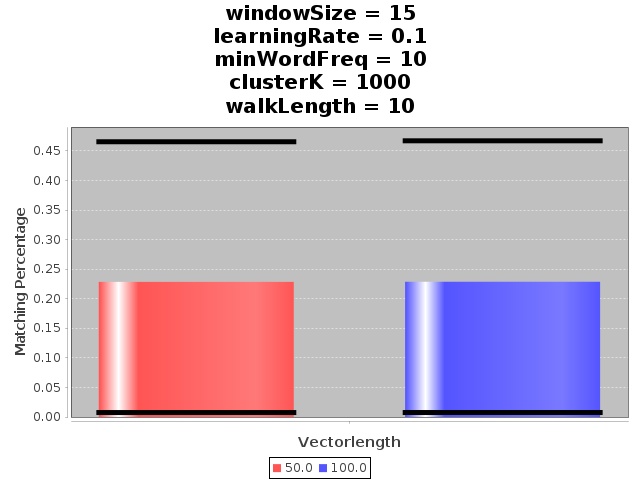 windowSize = 15
learningRate = 0.1
minWordFreq = 10
clusterK = 1000
walkLength = 10
Matching Percentage
0.45
0.40
0.35
0.30
0.25
0.20
0.15
0.10
0.05
0.00
Vectorlength
50.0 100.0